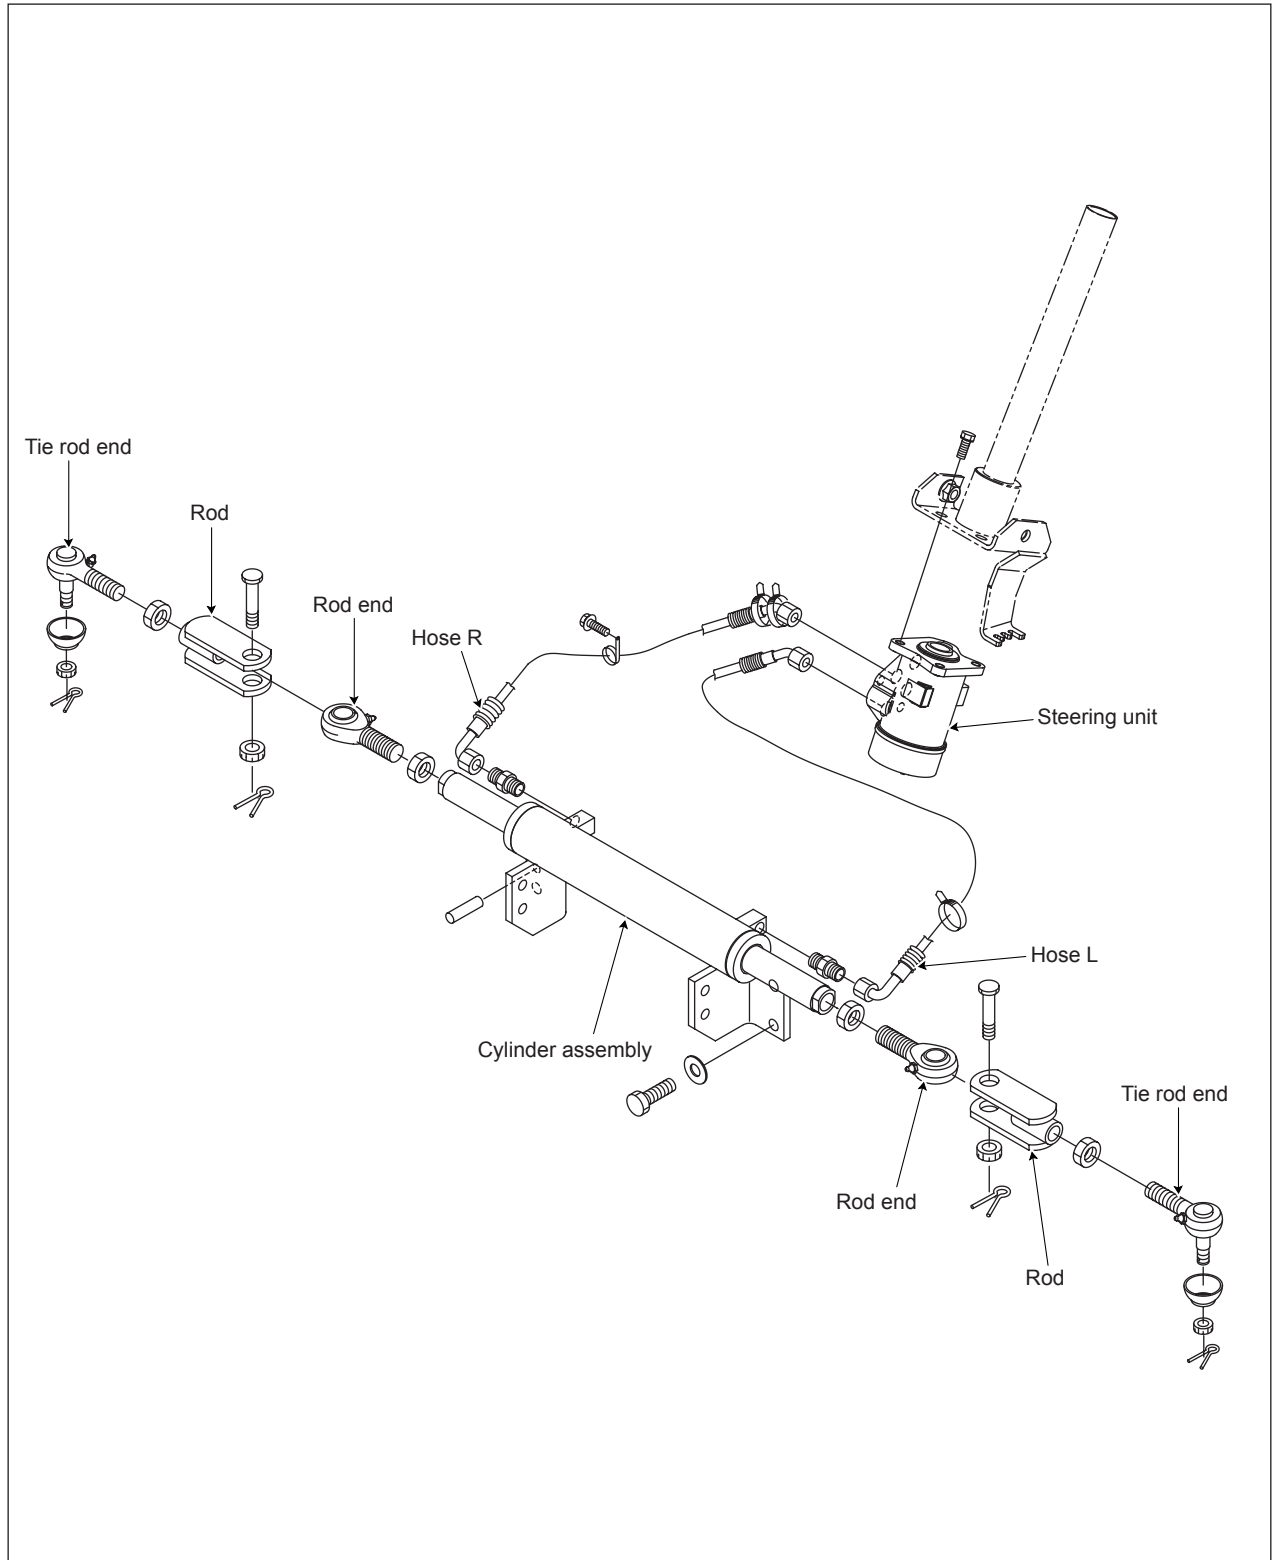 Tie rod end
Rod
Rod end
Hose R
Steering unit
Hose L
Cylinder assembly
Tie rod end
Rod end
Rod